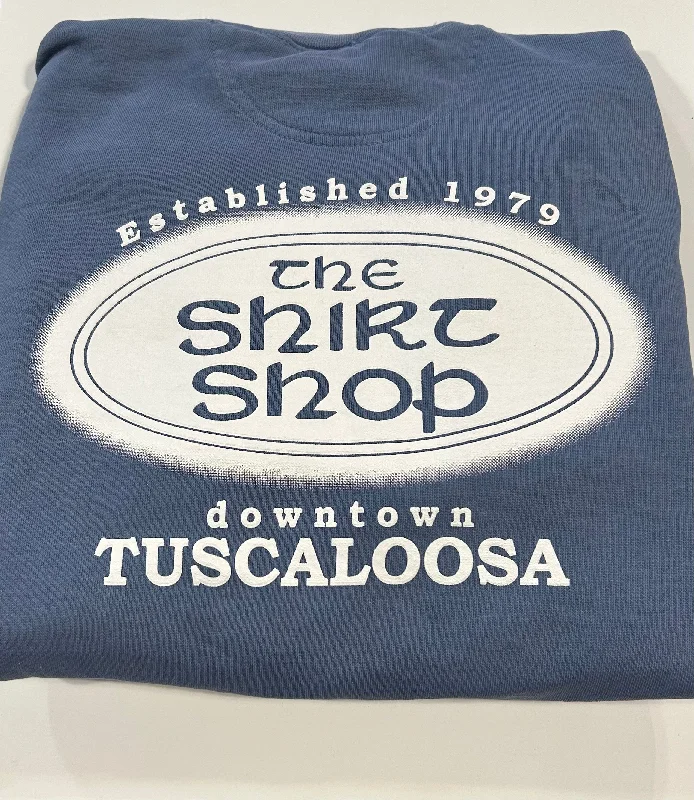 Established 1979
The
Shirt
Shop
downtown
TUSCALOOSA